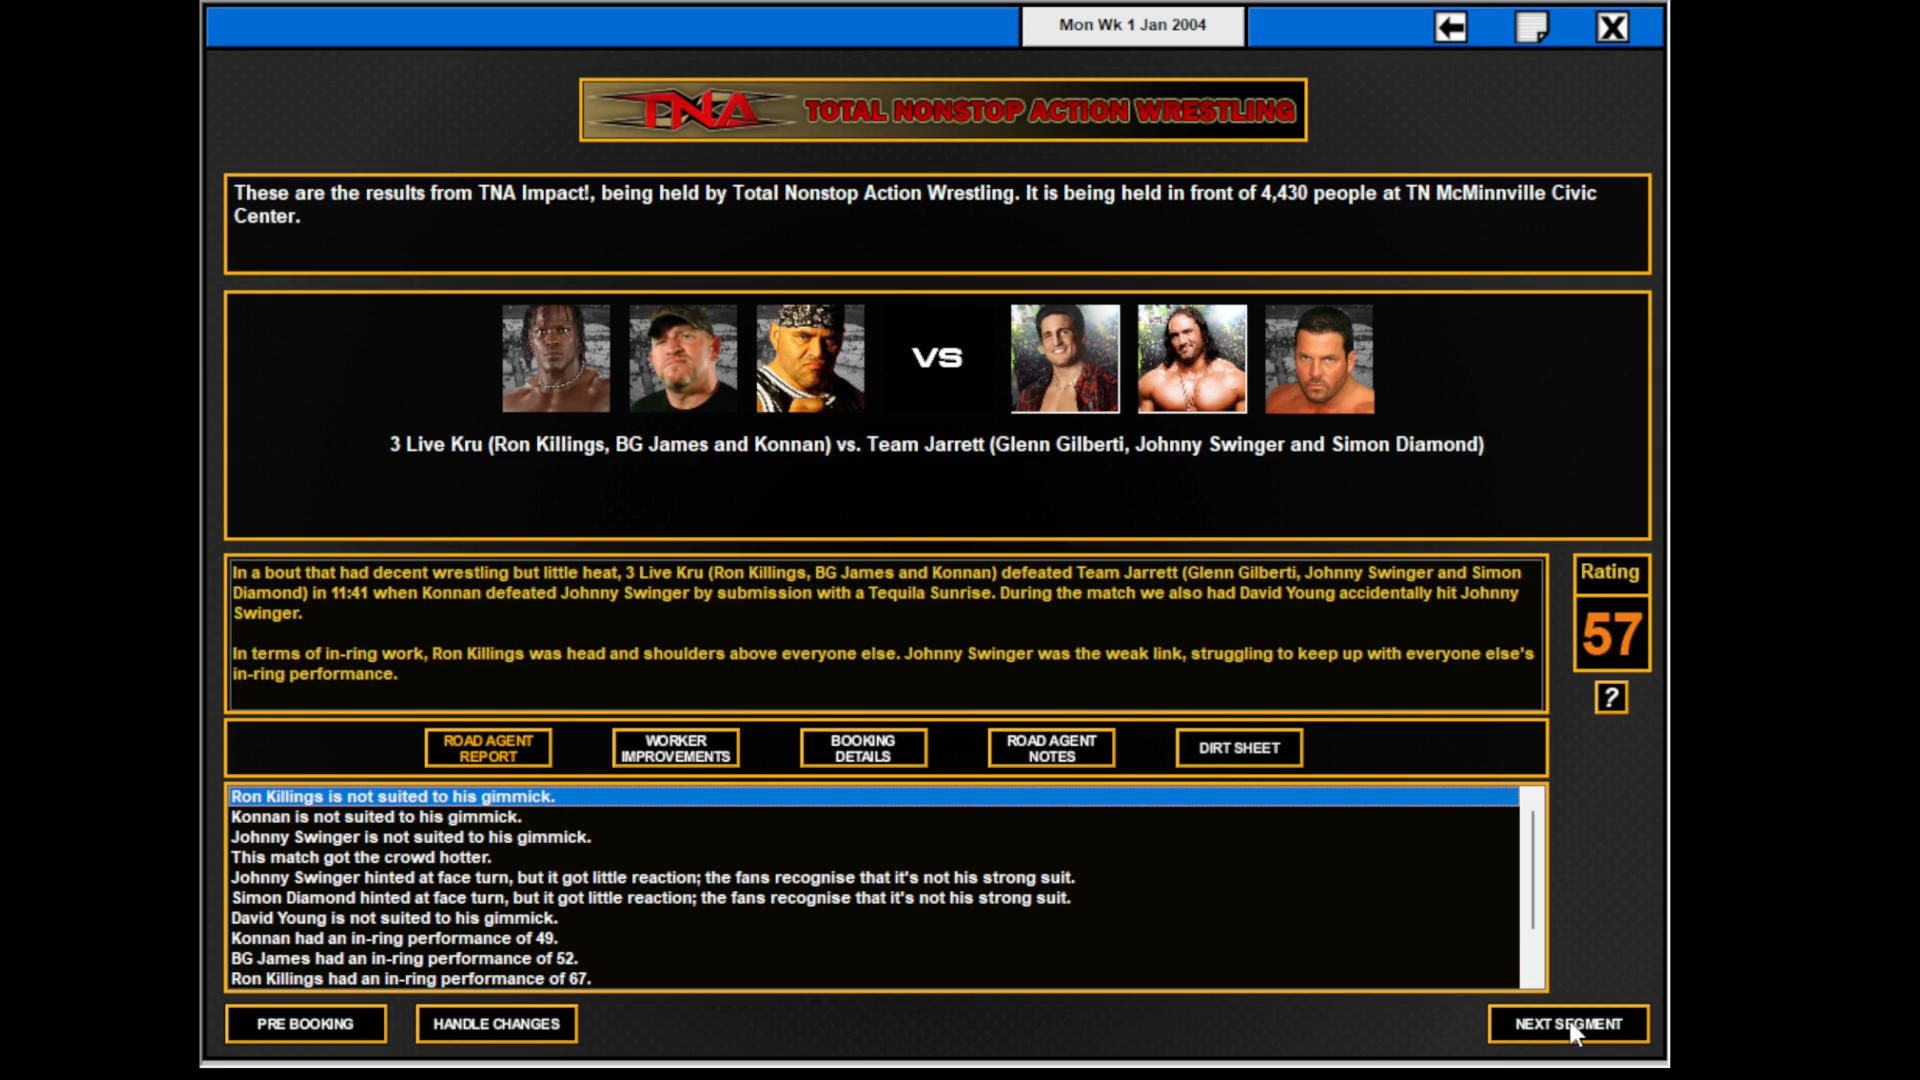 Mon Wk 1 Jan 2004
TNA TOTAL NONSTOP ACTION WRESTLING
These are the results from TNA Impact!, being held by Total Nonstop Action Wrestling. It is being held in front of 4,430 people at TN McMinnville Civic
Center.
VS
3 Live Kru (Ron Killings, BG James and Konnan) vs. Team Jarrett (Glenn Gilberti, Johnny Swinger and Simon Diamond)
In a bout that had decent wrestling but little heat, 3 Live Kru (Ron Killings, BG James and Konnan) defeated Team Jarrett (Glenn Gilberti, Johnny Swinger and Simon
Diamond) in 11:41 when Konnan defeated Johnny Swinger by submission with a Tequila Sunrise. During the match we also had David Young accidentally hit Johnny
Swinger.
In terms of in-ring work, Ron Killings was head and shoulders above everyone else. Johnny Swinger was the weak link, struggling to keep up with everyone else's
in-ring performance.
Rating
57
?
ROAD AGENT REPORT
WORKER IMPROVEMENTS
BOOKING DETAILS
ROAD AGENT NOTES
DIRT SHEET
Ron Killings is not suited to his gimmick.
Konnan is not suited to his gimmick.
Johnny Swinger is not suited to his gimmick.
This match got the crowd hotter.
Johnny Swinger hinted at face turn, but it got little reaction; the fans recognise that it's not his strong suit.
Simon Diamond hinted at face turn, but it got little reaction; the fans recognise that it's not his strong suit.
David Young is not suited to his gimmick.
Konnan had an in-ring performance of 49.
BG James had an in-ring performance of 52.
Ron Killings had an in-ring performance of 67.
PRE BOOKING
HANDLE CHANGES
NEXT SEGMENT